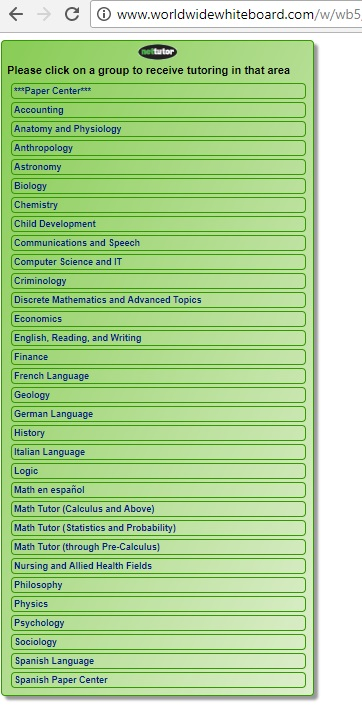 www.worldwidewhiteboard.com/w/wb5
nettutor
Please click on a group to receive tutoring in that area
***Paper Center***
Accounting
Anatomy and Physiology
Anthropology
Astronomy
Biology
Chemistry
Child Development
Communications and Speech
Computer Science and IT
Criminology
Discrete Mathematics and Advanced Topics
Economics
English, Reading, and Writing
Finance
French Language
Geology
German Language
History
Italian Language
Logic
Math en español
Math Tutor (Calculus and Above)
Math Tutor (Statistics and Probability)
Math Tutor (through Pre-Calculus)
Nursing and Allied Health Fields
Philosophy
Physics
Psychology
Sociology
Spanish Language
Spanish Paper Center